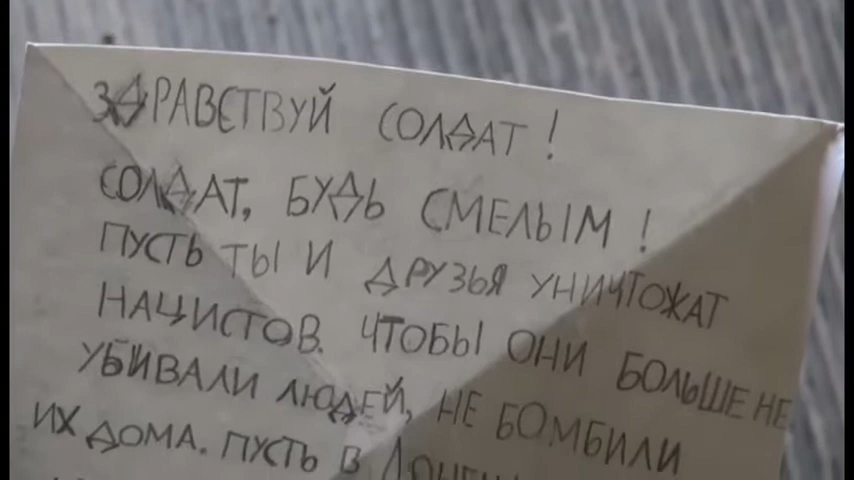 ЗДРАВСТВУЙ СОЛДАТ!
СОЛДАТ, БУДЬ СМЕЛЫМ!
ПУСТЬ ТЫ И ДРУЗЬЯ УНИЧТОЖАТ
НАЦИСТОВ. ЧТОБЫ ОНИ БОЛЬШЕ НЕ
УБИВАЛИ ЛЮДЕЙ, НЕ БОМБИЛИ
ИХ ДОМА. ПУСТЬ В